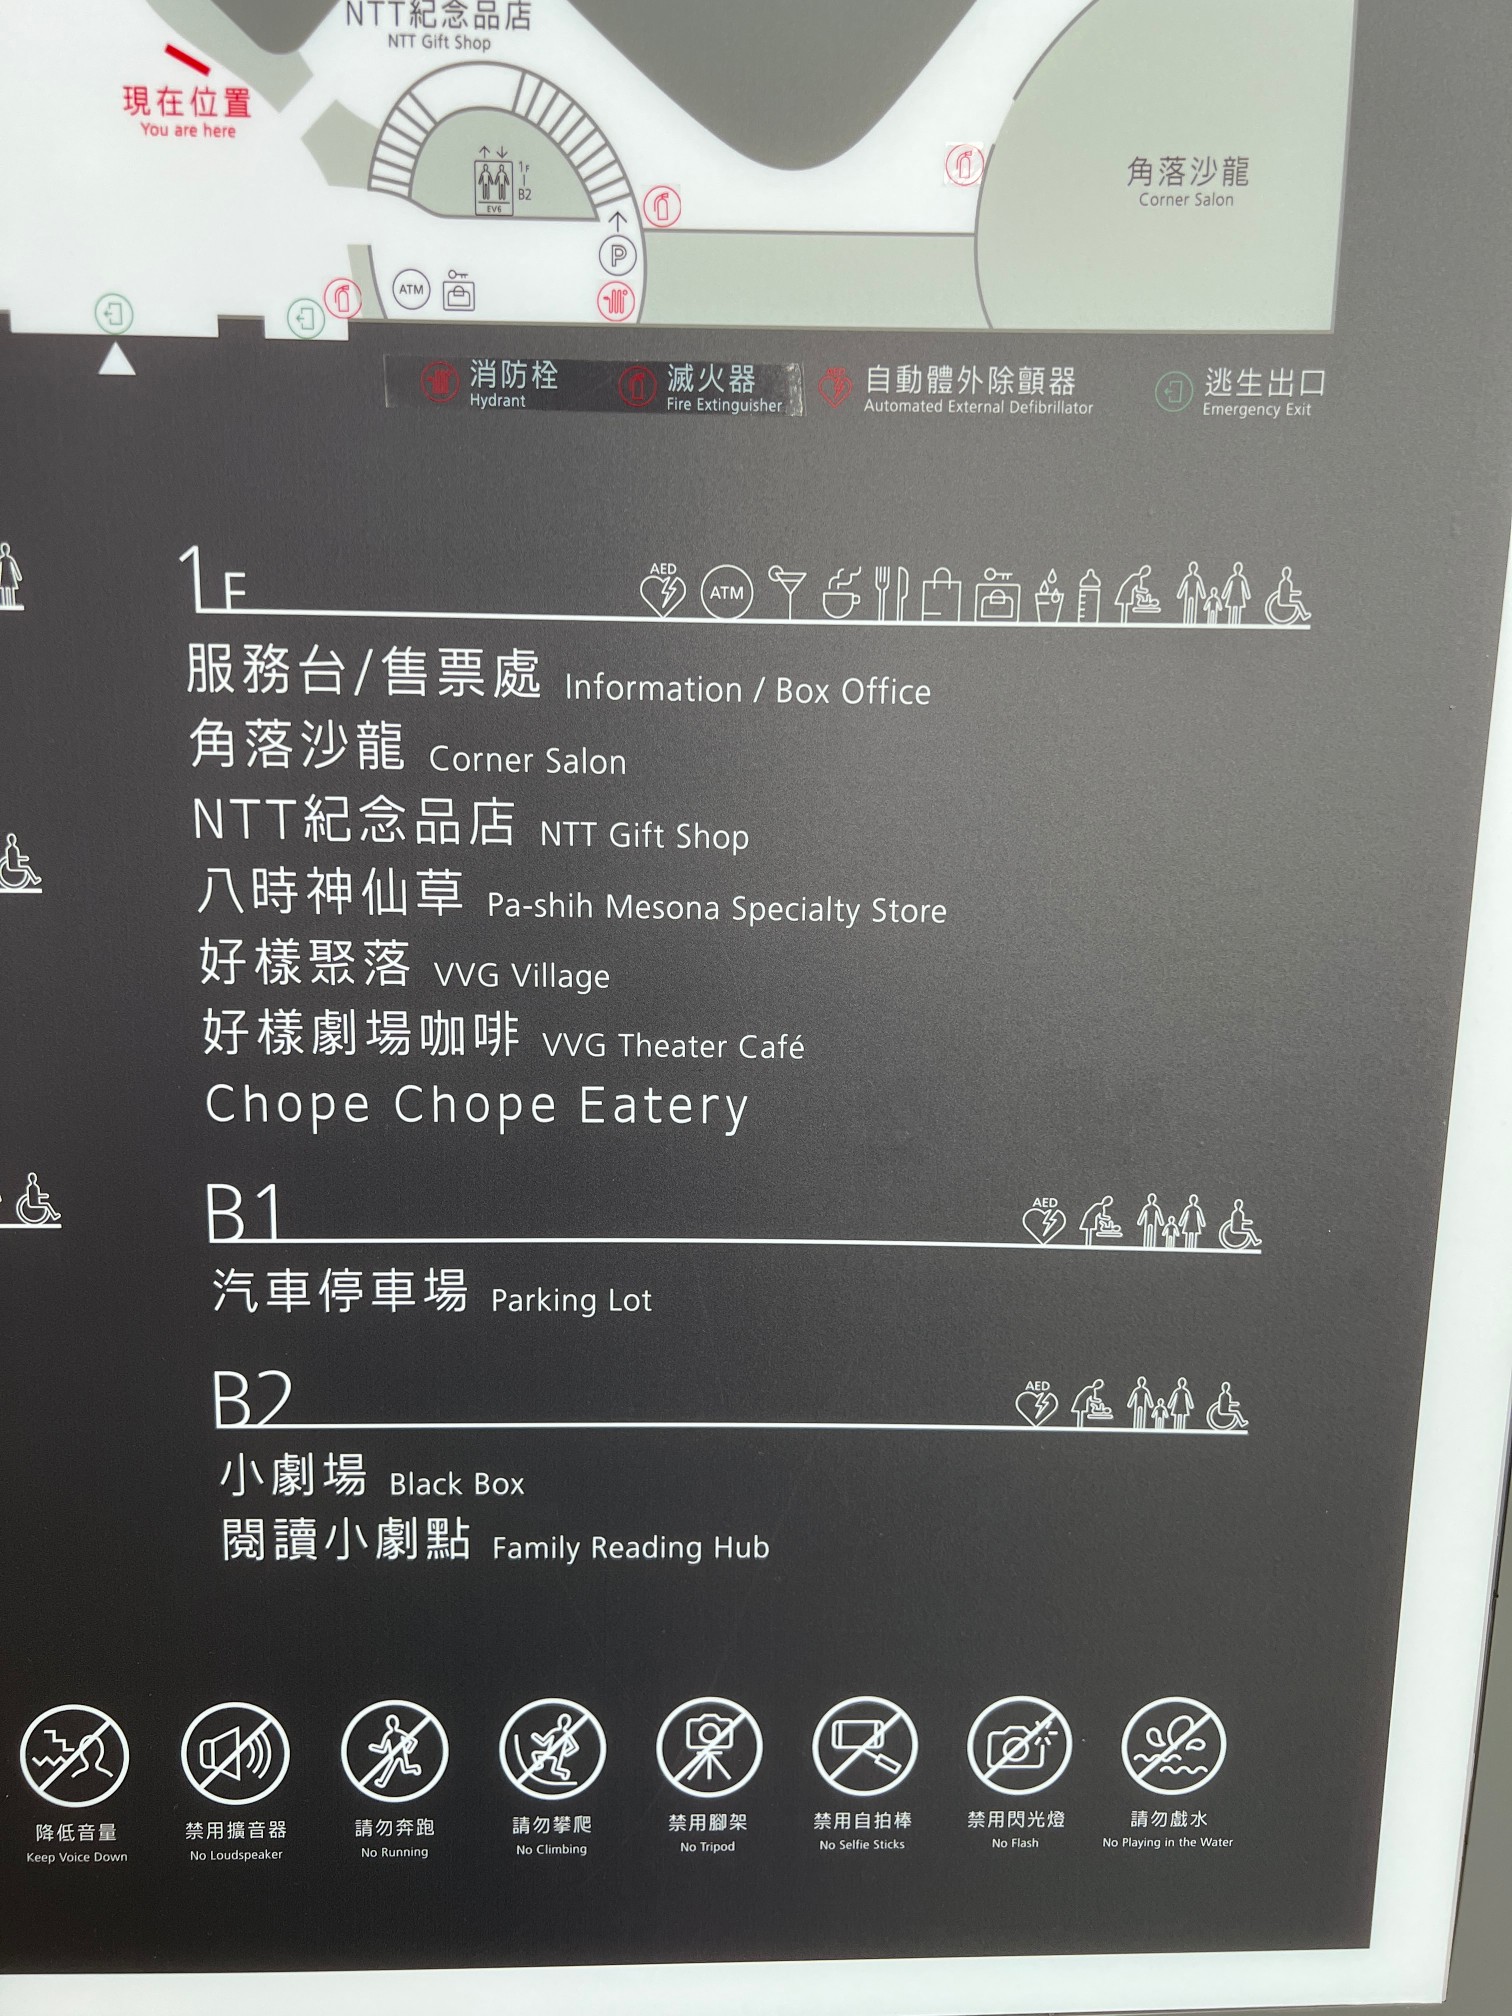 NTT紀念品店
NTT Gift Shop
現在位置
You are here
1F
B2
EV6
角落沙龍
Corner Salon
P
ATM
消防栓
Hydrant
滅火器
Fire Extinguisher
自動體外除顫器
Automated External Defibrillator
逃生出口
Emergency Exit
1F
AED
ATM
服務台/售票處 Information / Box Office
角落沙龍 Corner Salon
NTT紀念品店 NTT Gift Shop
八時神仙草 Pa-shih Mesona Specialty Store
好樣聚落 VVG Village
好樣劇場咖啡 VVG Theater Café
Chope Chope Eatery
B1
AED
汽車停車場 Parking Lot
B2
AED
小劇場 Black Box
閱讀小劇點 Family Reading Hub
降低音量
Keep Voice Down
禁用擴音器
No Loudspeaker
請勿奔跑
No Running
請勿攀爬
No Climbing
禁用腳架
No Tripod
禁用自拍棒
No Selfie Sticks
禁用閃光燈
No Flash
請勿戲水
No Playing in the Water